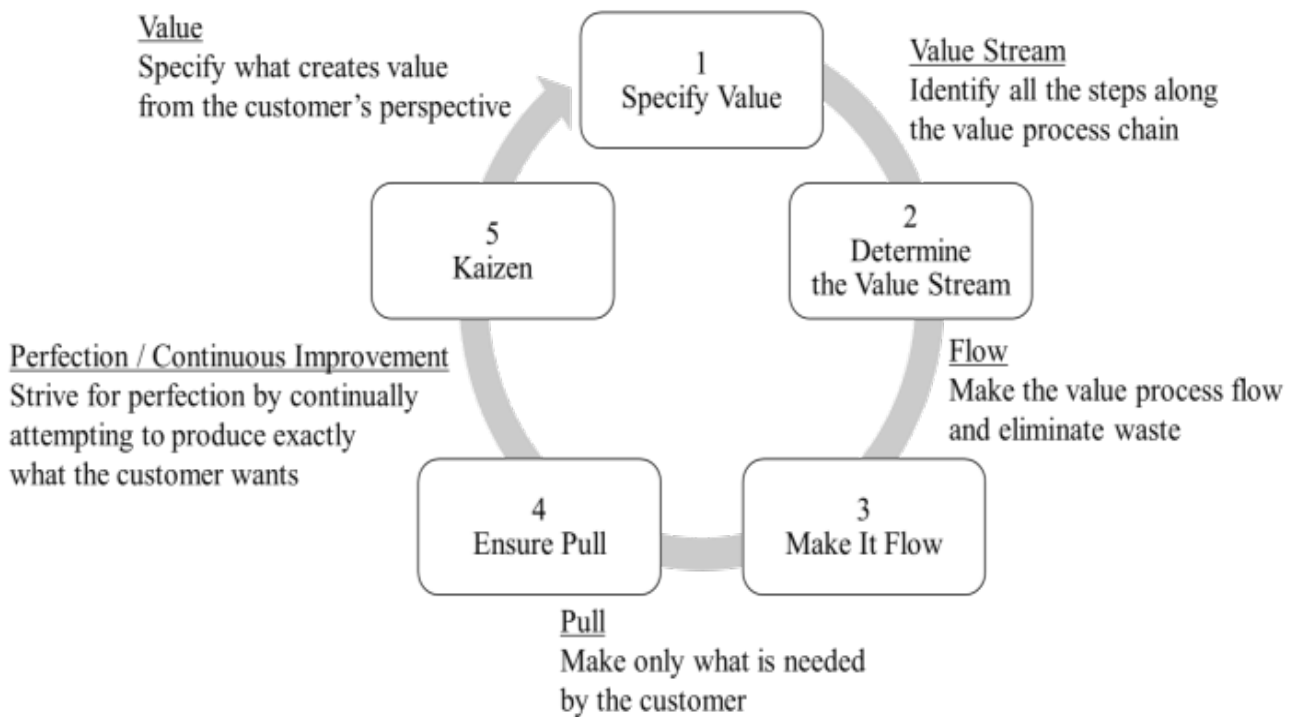 Value
Specify what creates value
from the customer’s perspective
1
Specify Value
Value Stream
Identify all the steps along
the value process chain
2
Determine
the Value Stream
Flow
Make the value process flow
and eliminate waste
3
Make It Flow
Pull
Make only what is needed
by the customer
4
Ensure Pull
Perfection / Continuous Improvement
Strive for perfection by continually
attempting to produce exactly
what the customer wants
5
Kaizen